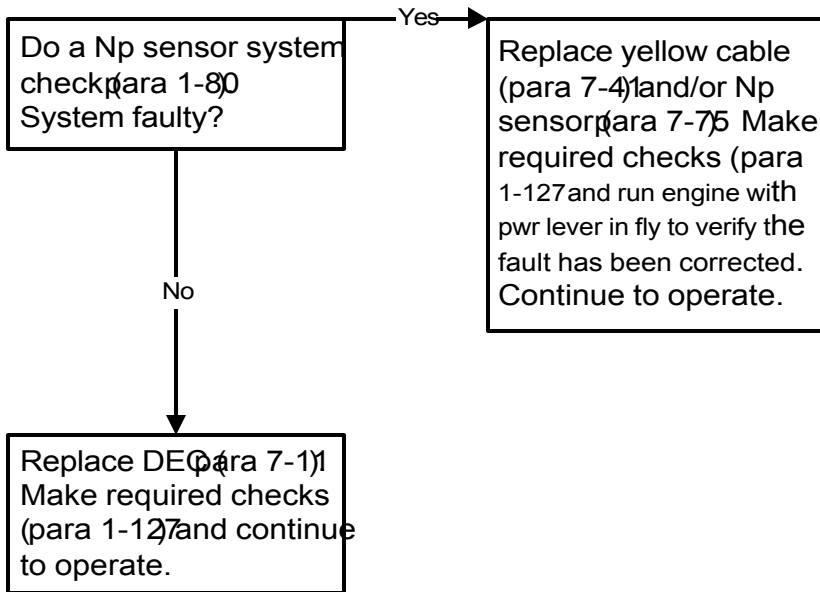 Do a Np sensor system
check (para 1-80).
System faulty?
Yes
Replace yellow cable
(para 7-41) and/or Np
sensor (para 7-75). Make
required checks (para
1-127) and run engine with
pwr lever in fly to verify the
fault has been corrected.
Continue to operate.
No
Replace DEC (para 7-11).
Make required checks
(para 1-127) and continue
to operate.